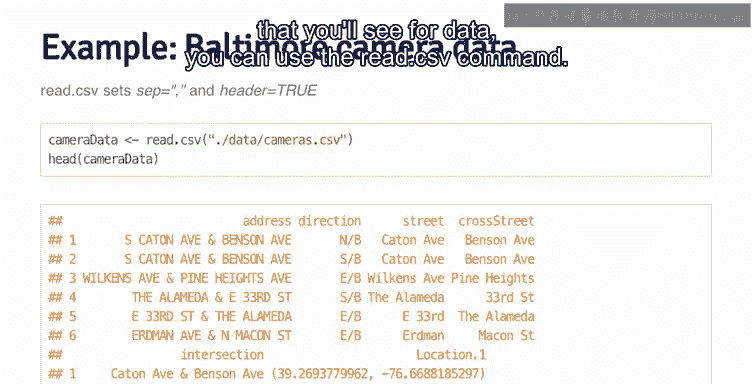 that you'll see for data,
Example: Baltimore camera data
you can use the read.csv command.
read.csv sets sep="," and header=TRUE
cameraData <- read.csv("./data/cameras.csv")
head(cameraData)
## address direction street crossStreet
## 1 S CATON AVE & BENSON AVE N/B Caton Ave Benson Ave
## 2 S CATON AVE & BENSON AVE S/B Caton Ave Benson Ave
## 3 WILKENS AVE & PINE HEIGHTS AVE E/B Wilkens Ave Pine Heights
## 4 THE ALAMEDA & E 33RD ST S/B The Alameda 33rd St
## 5 E 33RD ST & THE ALAMEDA E/B E 33rd The Alameda
## 6 ERDMAN AVE & N MACON ST E/B Erdman Macon St
## intersection Location.1
## 1 Caton Ave & Benson Ave (39.2693779962, -76.6688185297)